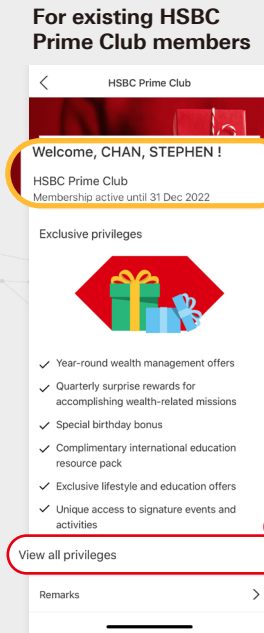 For existing HSBC
Prime Club members
HSBC Prime Club
Welcome, CHAN, STEPHEN !
HSBC Prime Club
Membership active until 31 Dec 2022
Exclusive privileges
Year-round wealth management offers
Quarterly surprise rewards for
accomplishing wealth-related missions
Special birthday bonus
Complimentary international education
resource pack
Exclusive lifestyle and education offers
Unique access to signature events and
activities
View all privileges
Remarks